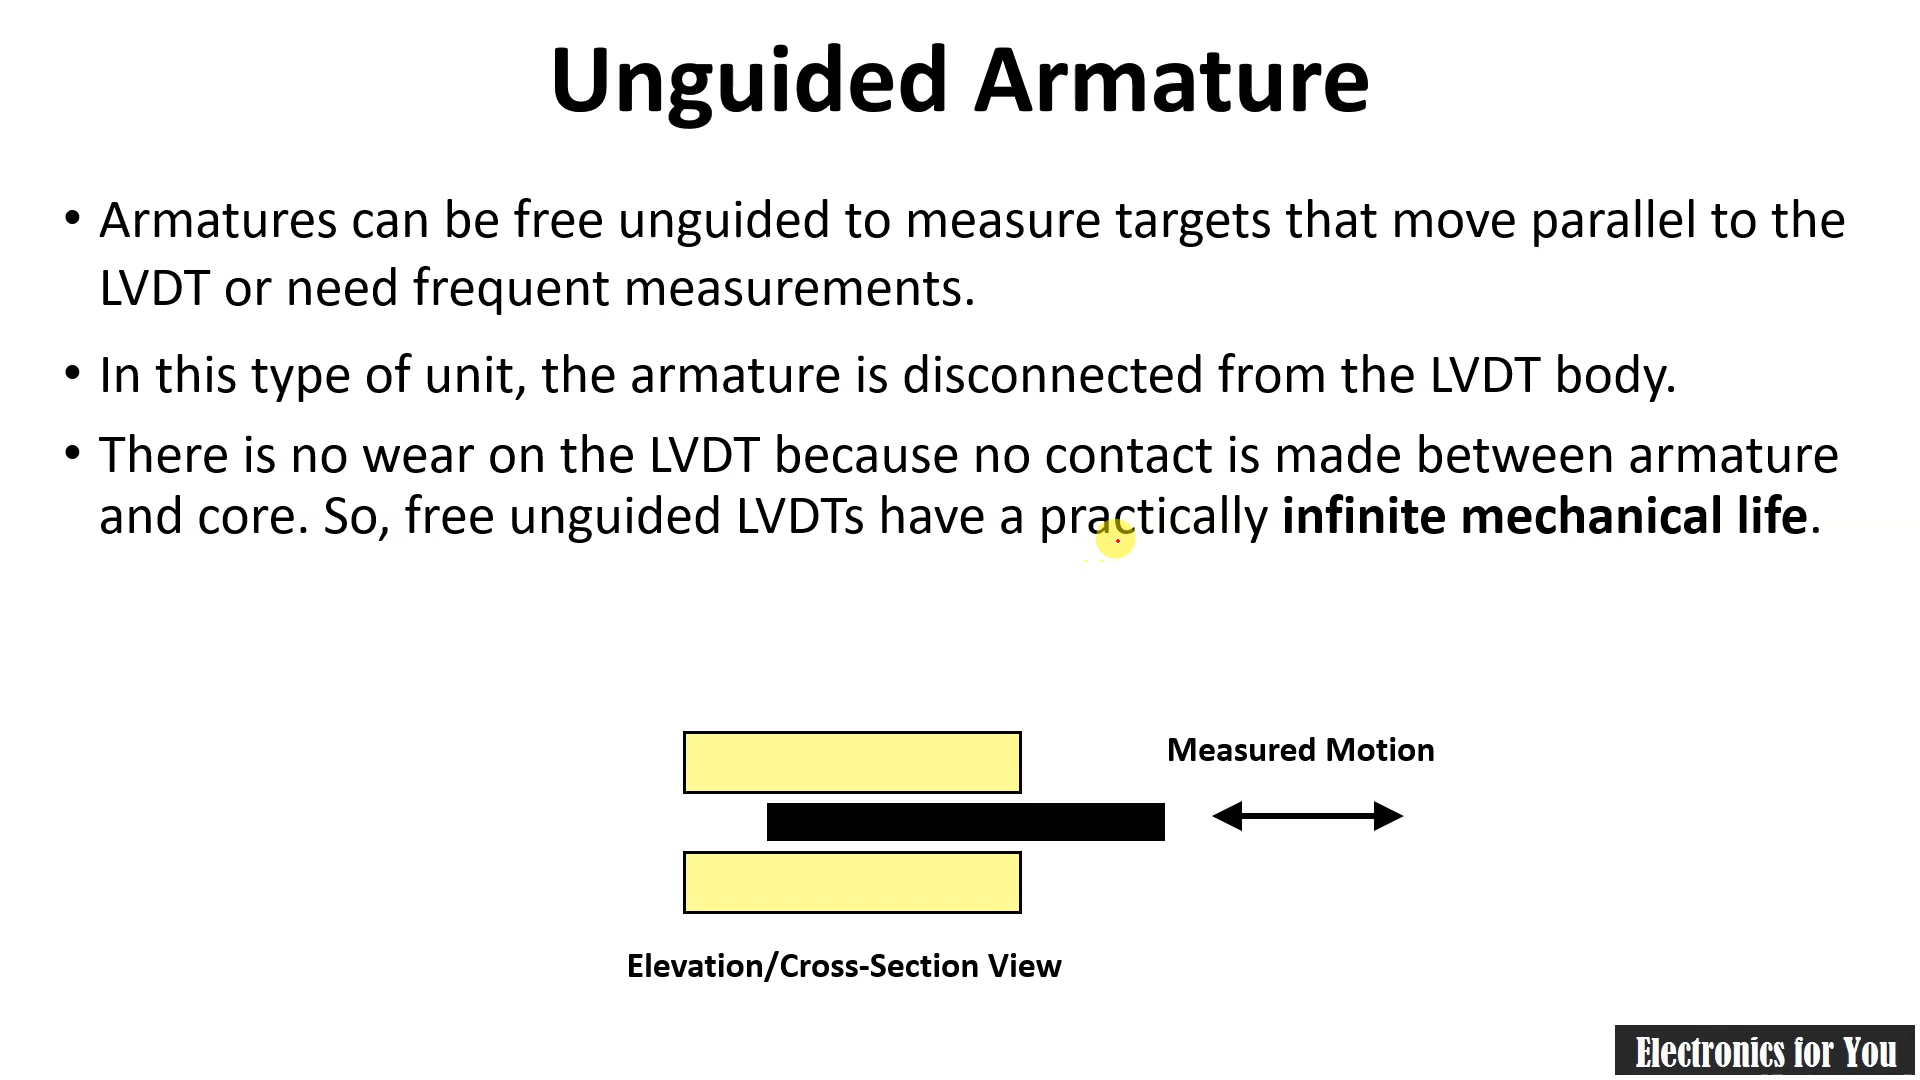 Unguided Armature
• Armatures can be free unguided to measure targets that move parallel to the
LVDT or need frequent measurements.
• In this type of unit, the armature is disconnected from the LVDT body.
• There is no wear on the LVDT because no contact is made between armature
and core. So, free unguided LVDTs have a practically infinite mechanical life.
Measured Motion
Elevation/Cross-Section View
Electronics for You